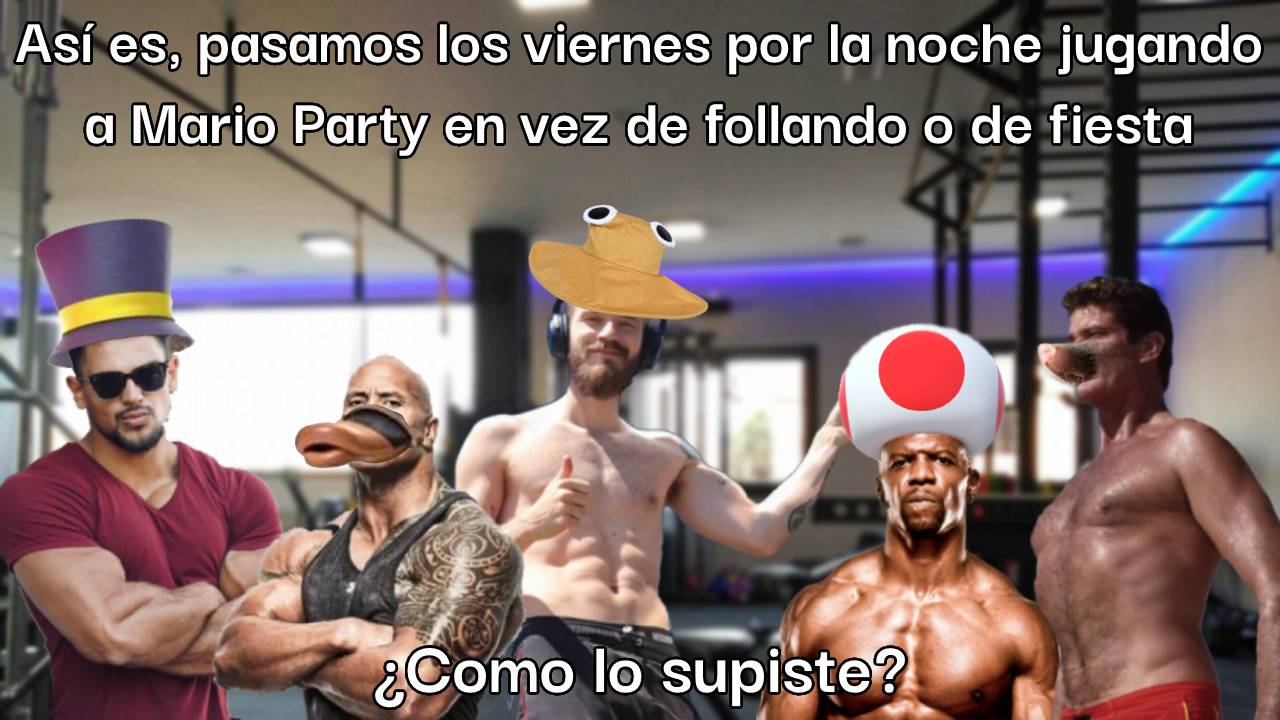 Así es, pasamos los viernes por la noche jugando
a Mario Party en vez de follando o de fiesta
¿Como lo supiste?